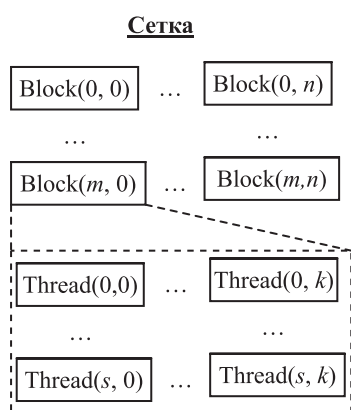 Сетка
Block(0, 0) … Block(0, n)
… …
Block(m, 0) … Block(m,n)
Thread(0,0) … Thread(0, k)
… …
Thread(s, 0) … Thread(s, k)